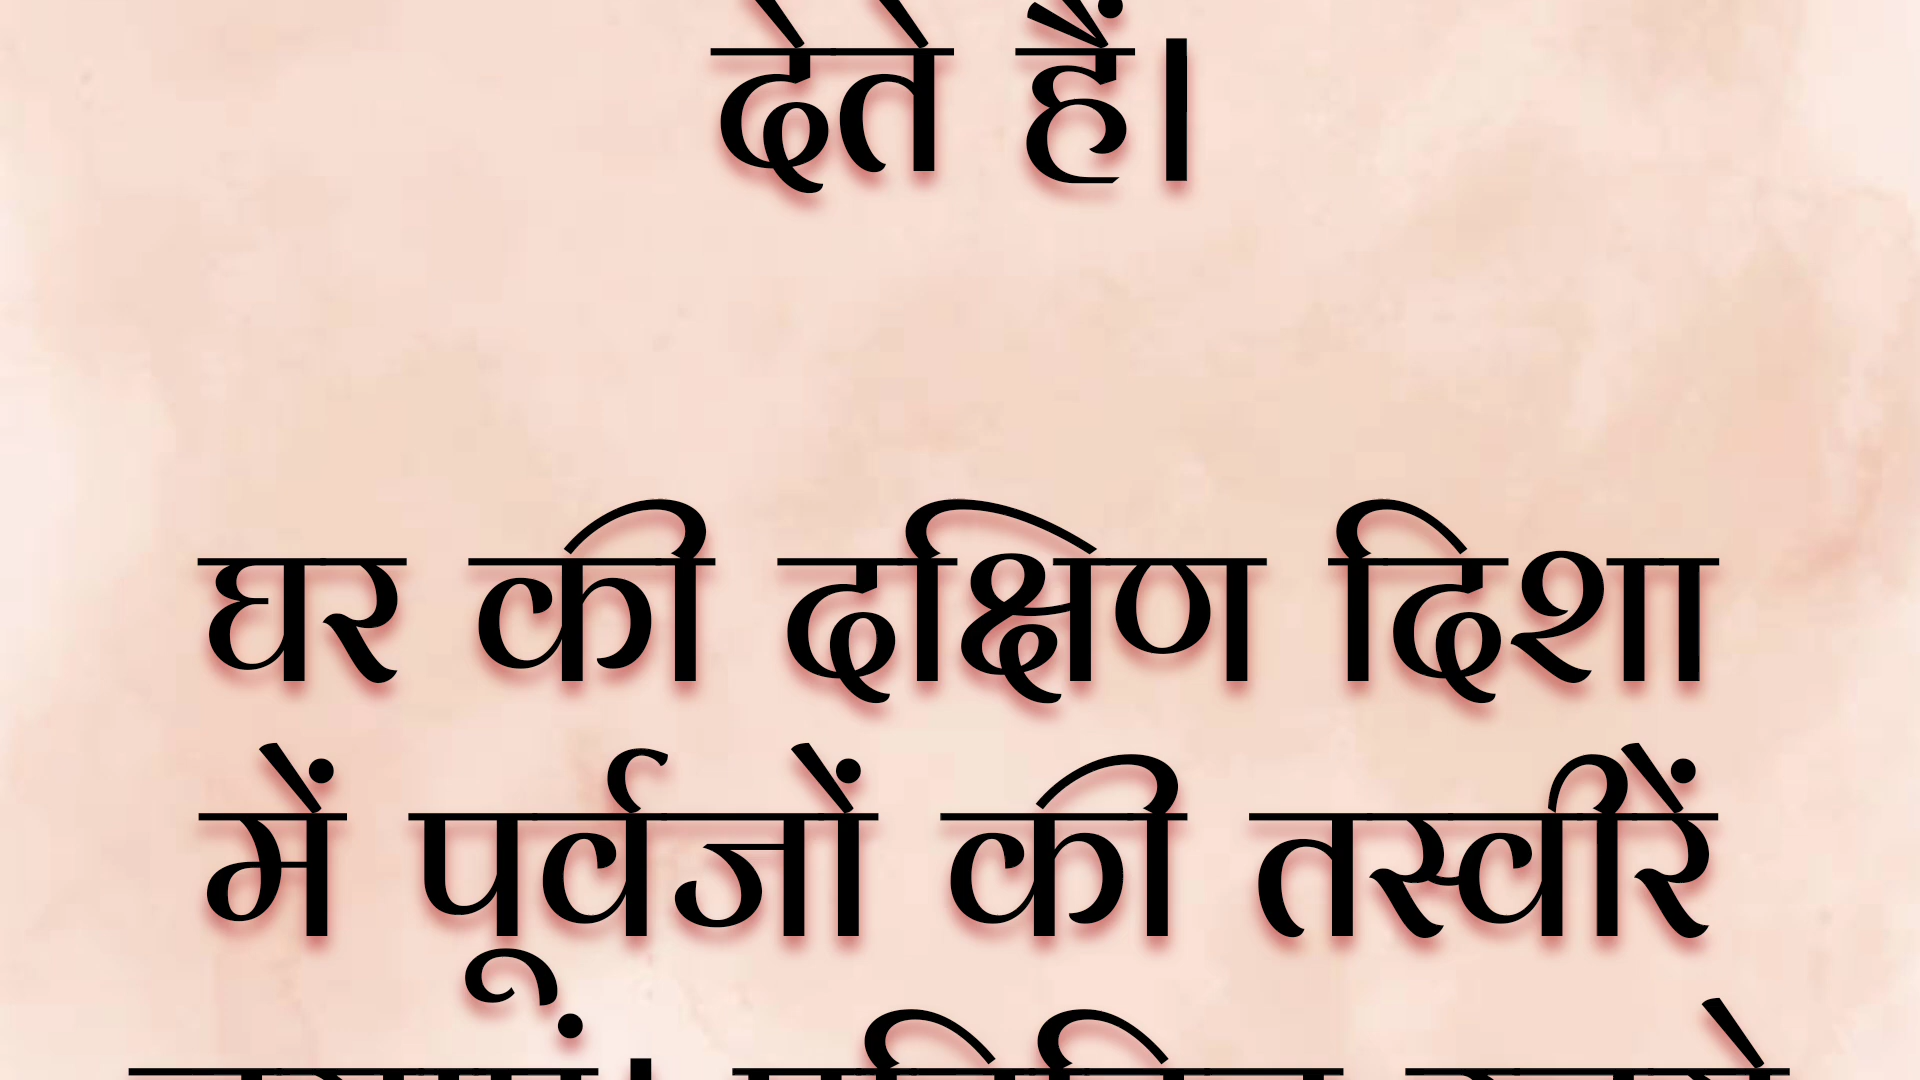 देते हैं।
घर की दक्षिण दिशा
में पूर्वजों की तस्वीरें